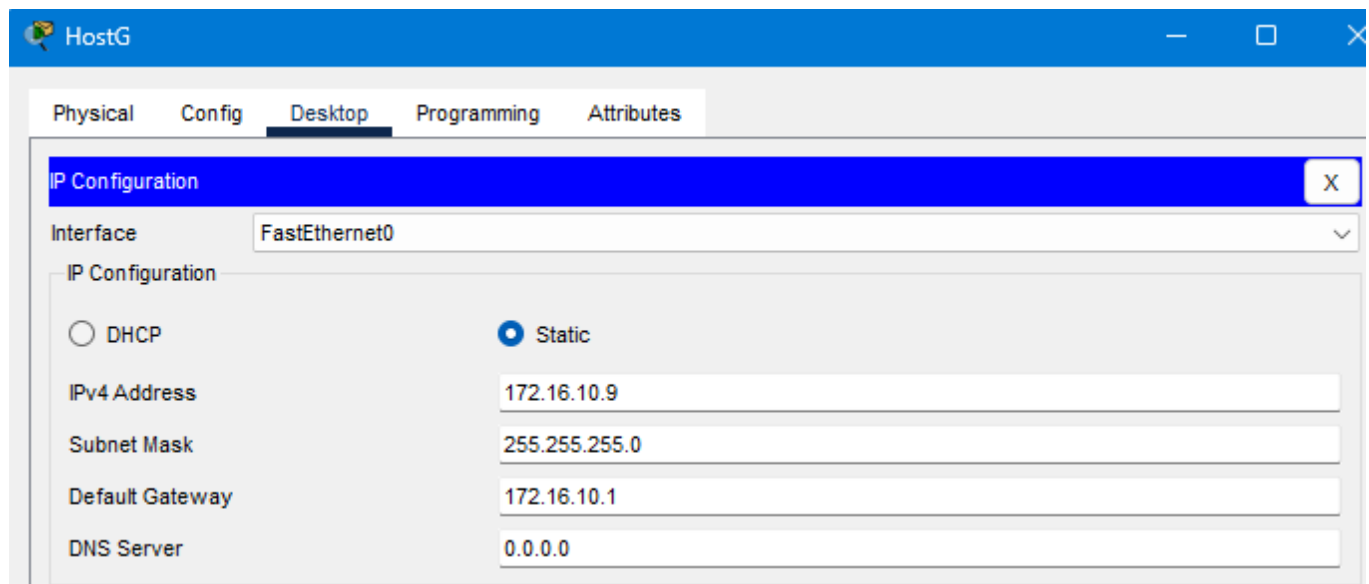 HostG
Physical Config Desktop Programming Attributes
IP Configuration X
Interface FastEthernet0
IP Configuration
DHCP Static
IPv4 Address 172.16.10.9
Subnet Mask 255.255.255.0
Default Gateway 172.16.10.1
DNS Server 0.0.0.0